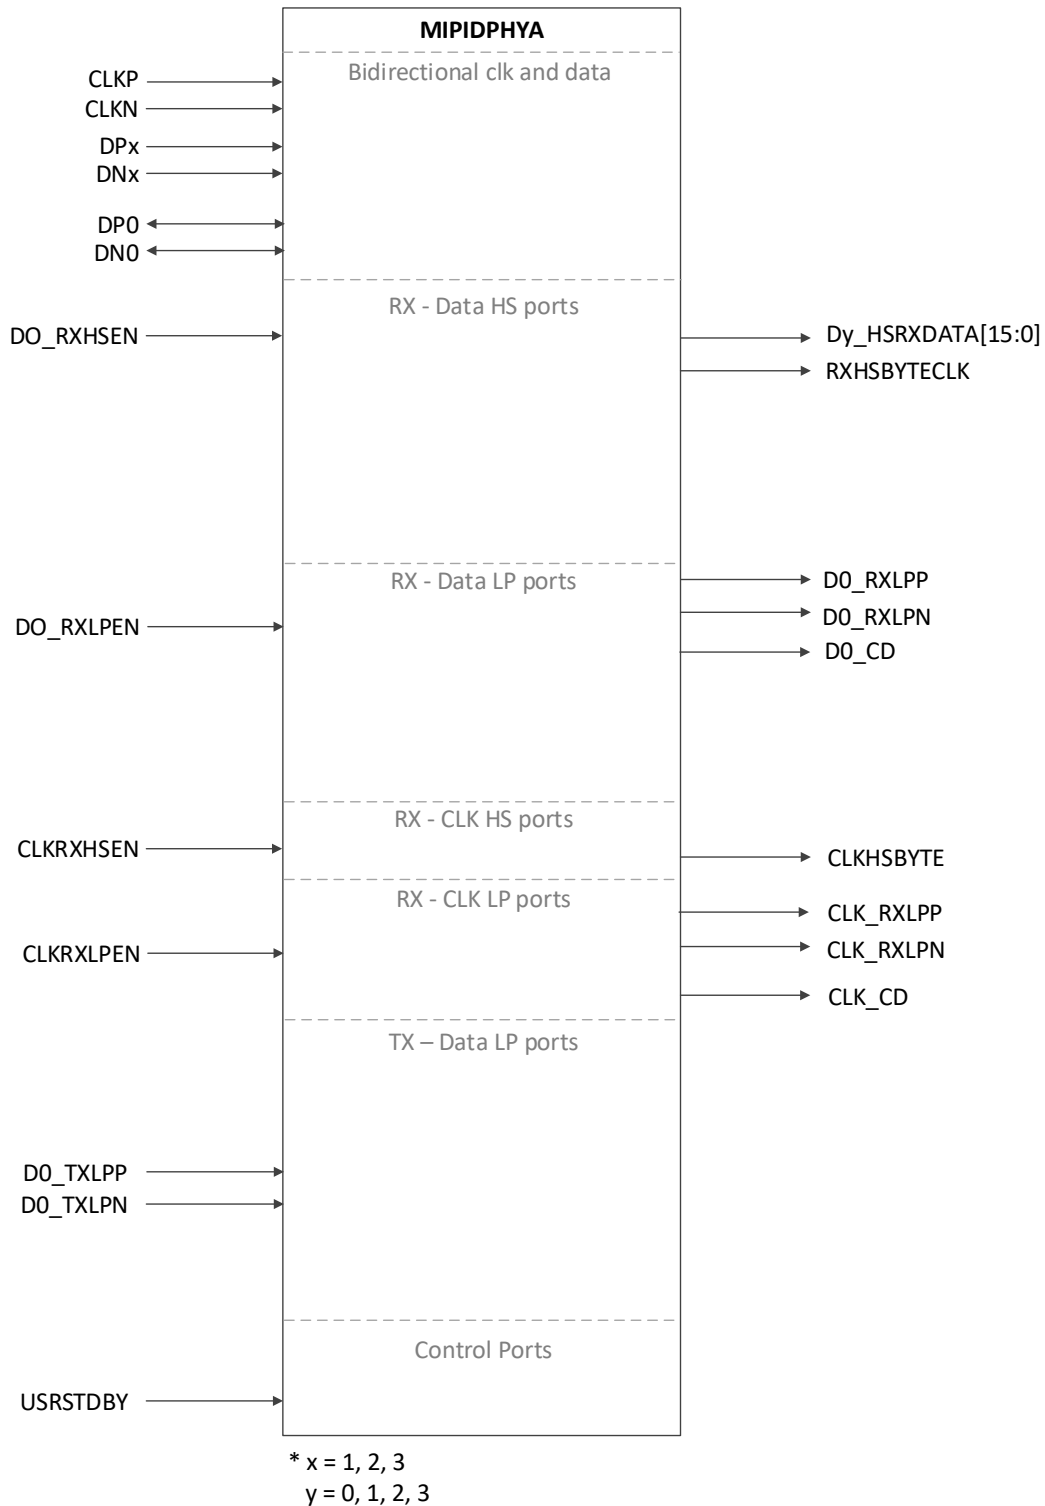 MIPIDPHYA
Bidirectional clk and data
CLKP
CLKN
DPx
DNx
DP0
DN0
RX - Data HS ports
DO_RXHSEN
Dy_HSRXDATA[15:0]
RXHSBYTECLK
RX - Data LP ports
D0_RXLPP
D0_RXLPN
DO_RXLPEN
D0_CD
RX - CLK HS ports
CLKRXHSEN
CLKHSBYTE
RX - CLK LP ports
CLK_RXLPP
CLKRXLPEN
CLK_RXLPN
CLK_CD
TX – Data LP ports
D0_TXLPP
D0_TXLPN
Control Ports
USRSTDBY
* x = 1, 2, 3
y = 0, 1, 2, 3